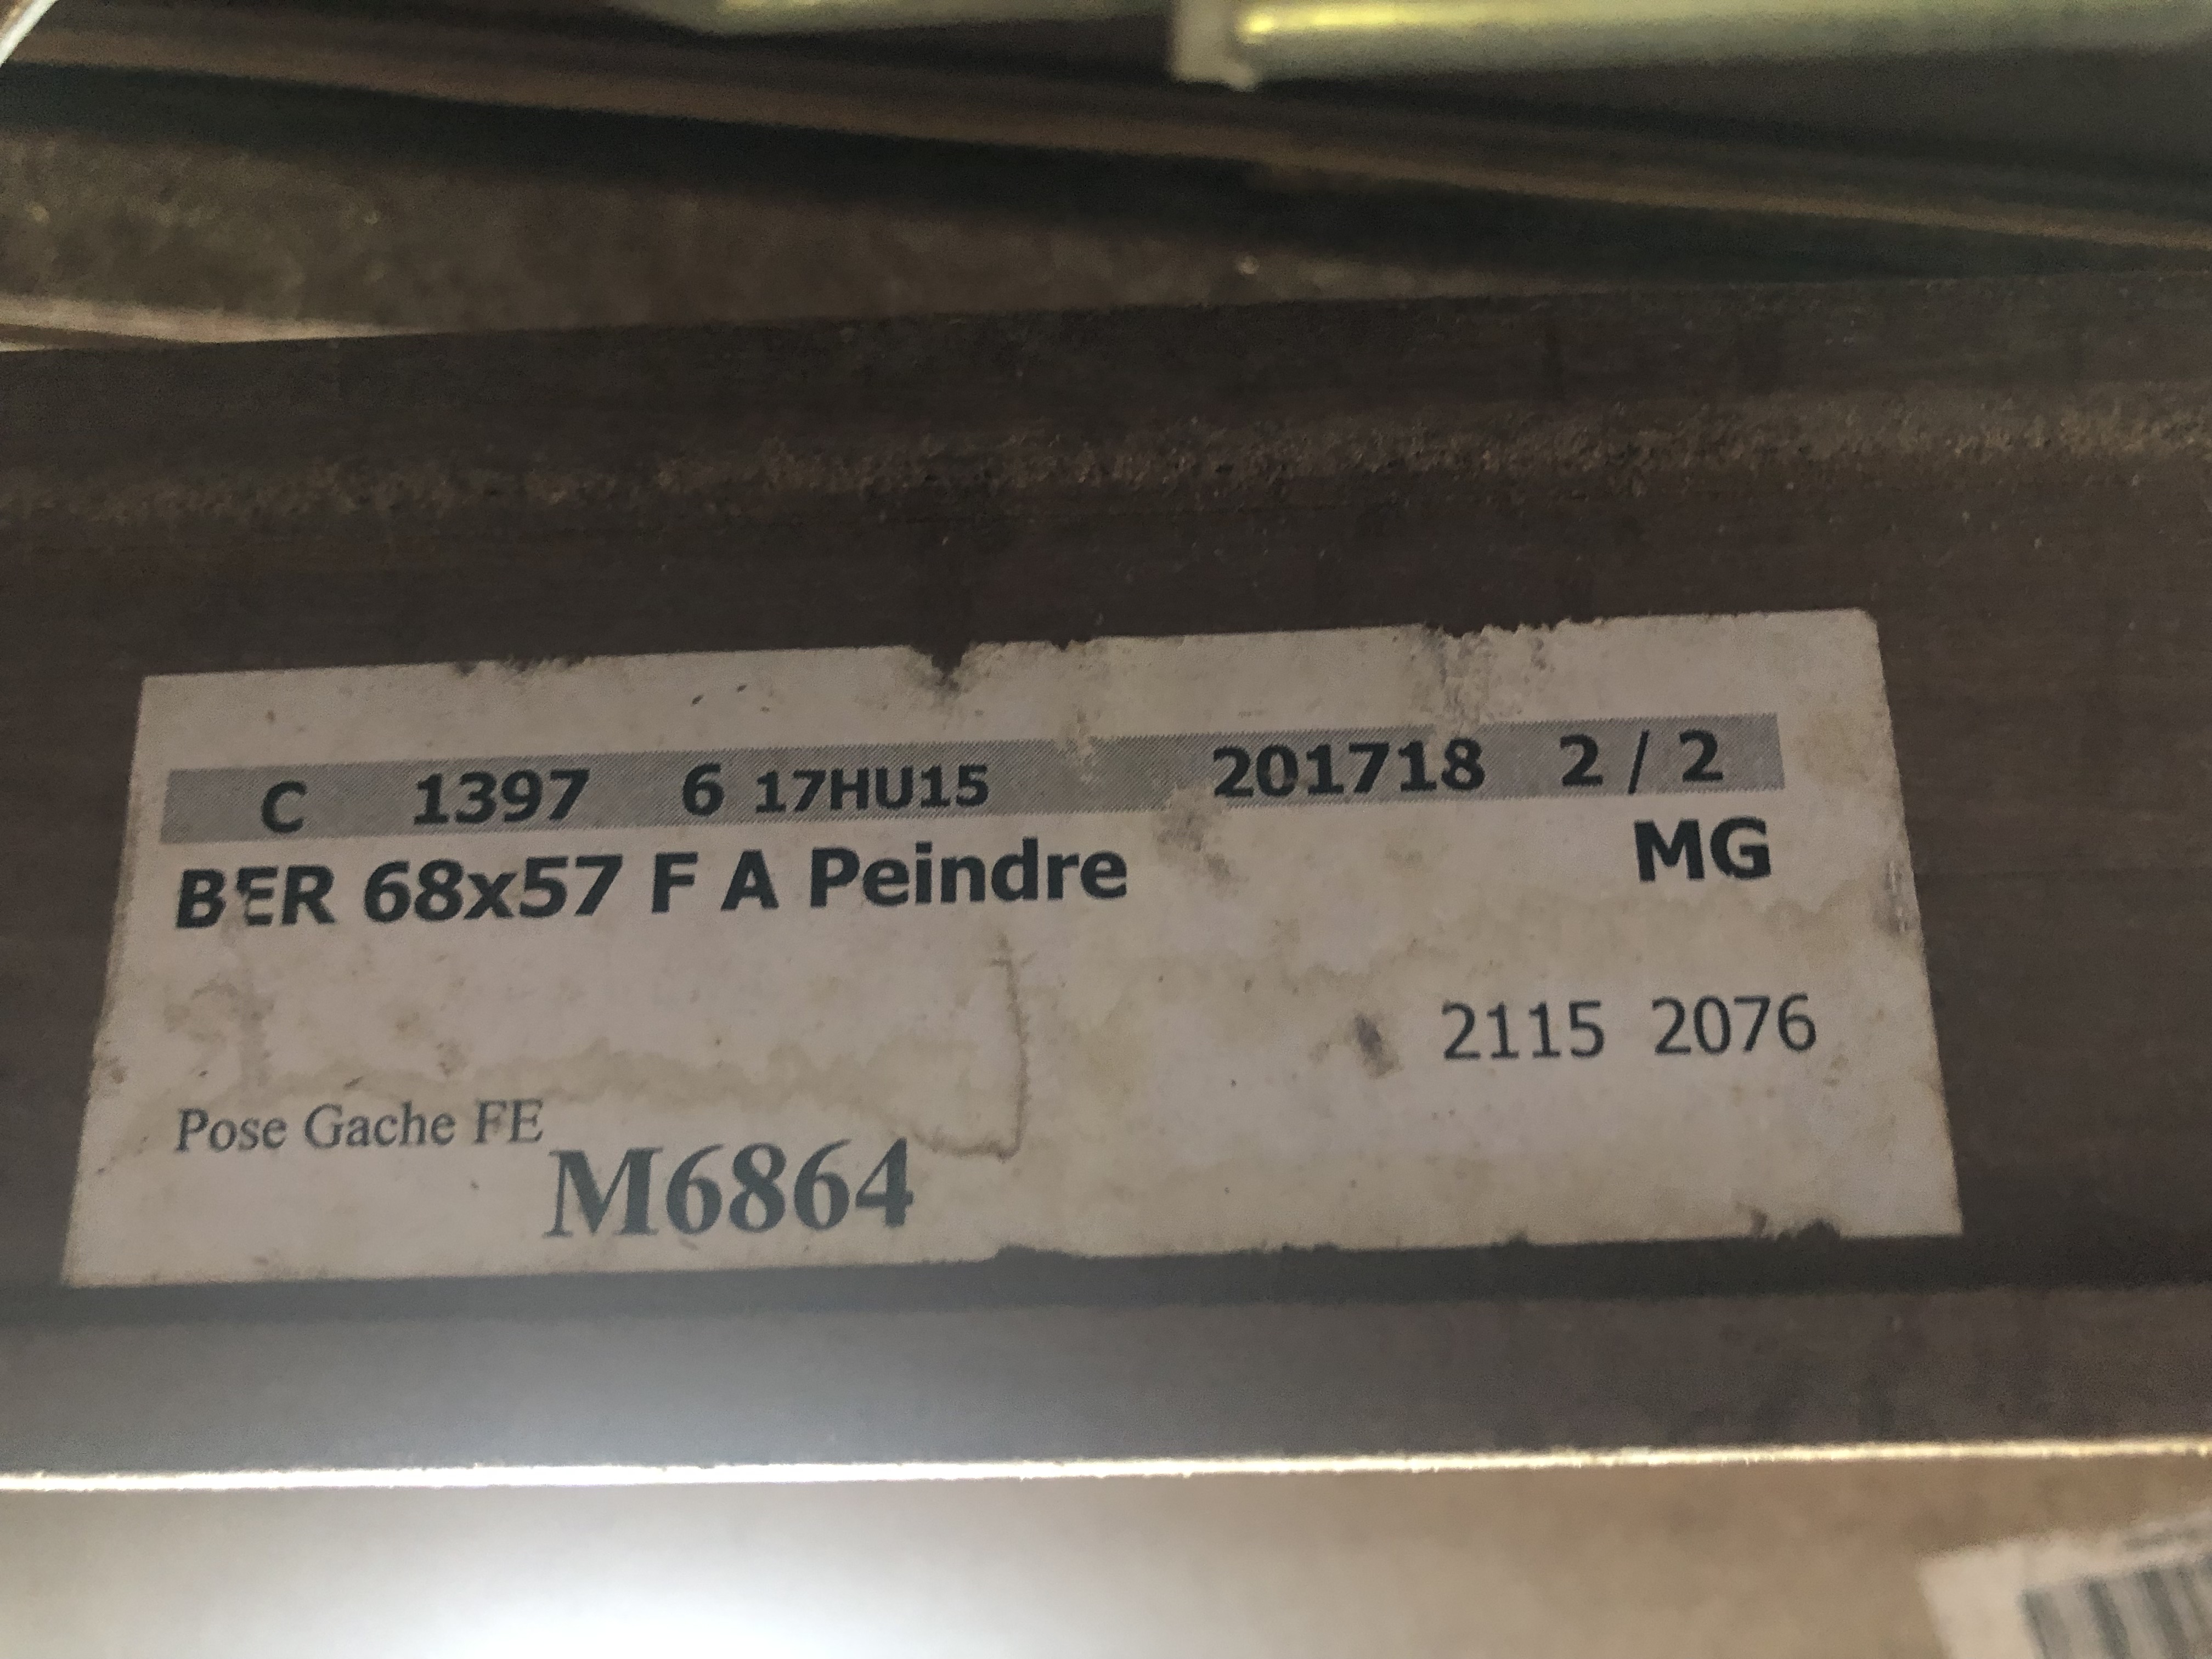 C 1397 6 17HU15 201718 2 / 2
BER 68x57 F A Peindre MG
2115 2076
Pose Gache FE
M6864